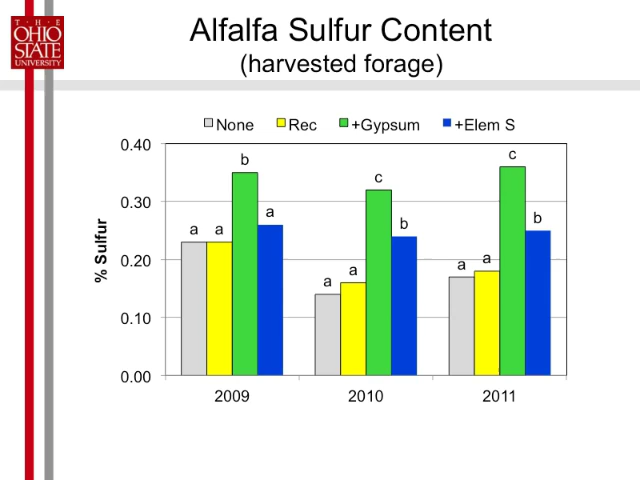 T · H · E
OHIO
STATE
UNIVERSITY
Alfalfa Sulfur Content
(harvested forage)
None Rec +Gypsum +Elem S
% Sulfur
0.40
0.30
0.20
0.10
0.00
a a b a
a a c b
a a c b
2009 2010 2011